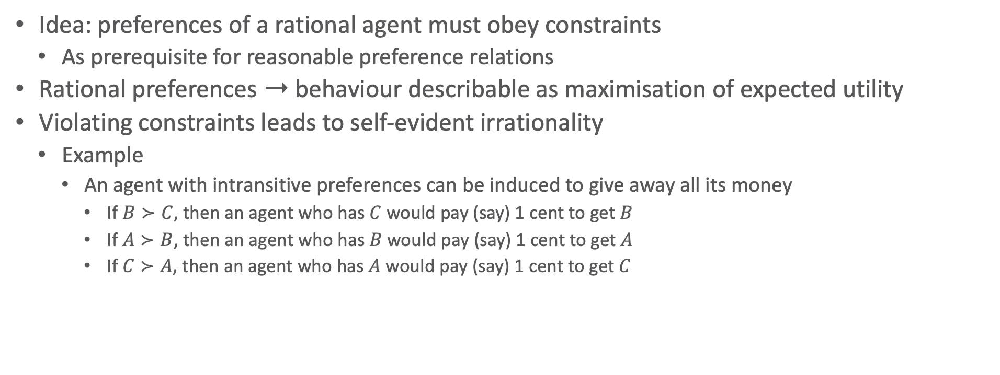 • Idea: preferences of a rational agent must obey constraints
• As prerequisite for reasonable preference relations
• Rational preferences → behaviour describable as maximisation of expected utility
• Violating constraints leads to self-evident irrationality
• Example
• An agent with intransitive preferences can be induced to give away all its money
• If B ≻ C, then an agent who has C would pay (say) 1 cent to get B
• If A ≻ B, then an agent who has B would pay (say) 1 cent to get A
• If C ≻ A, then an agent who has A would pay (say) 1 cent to get C